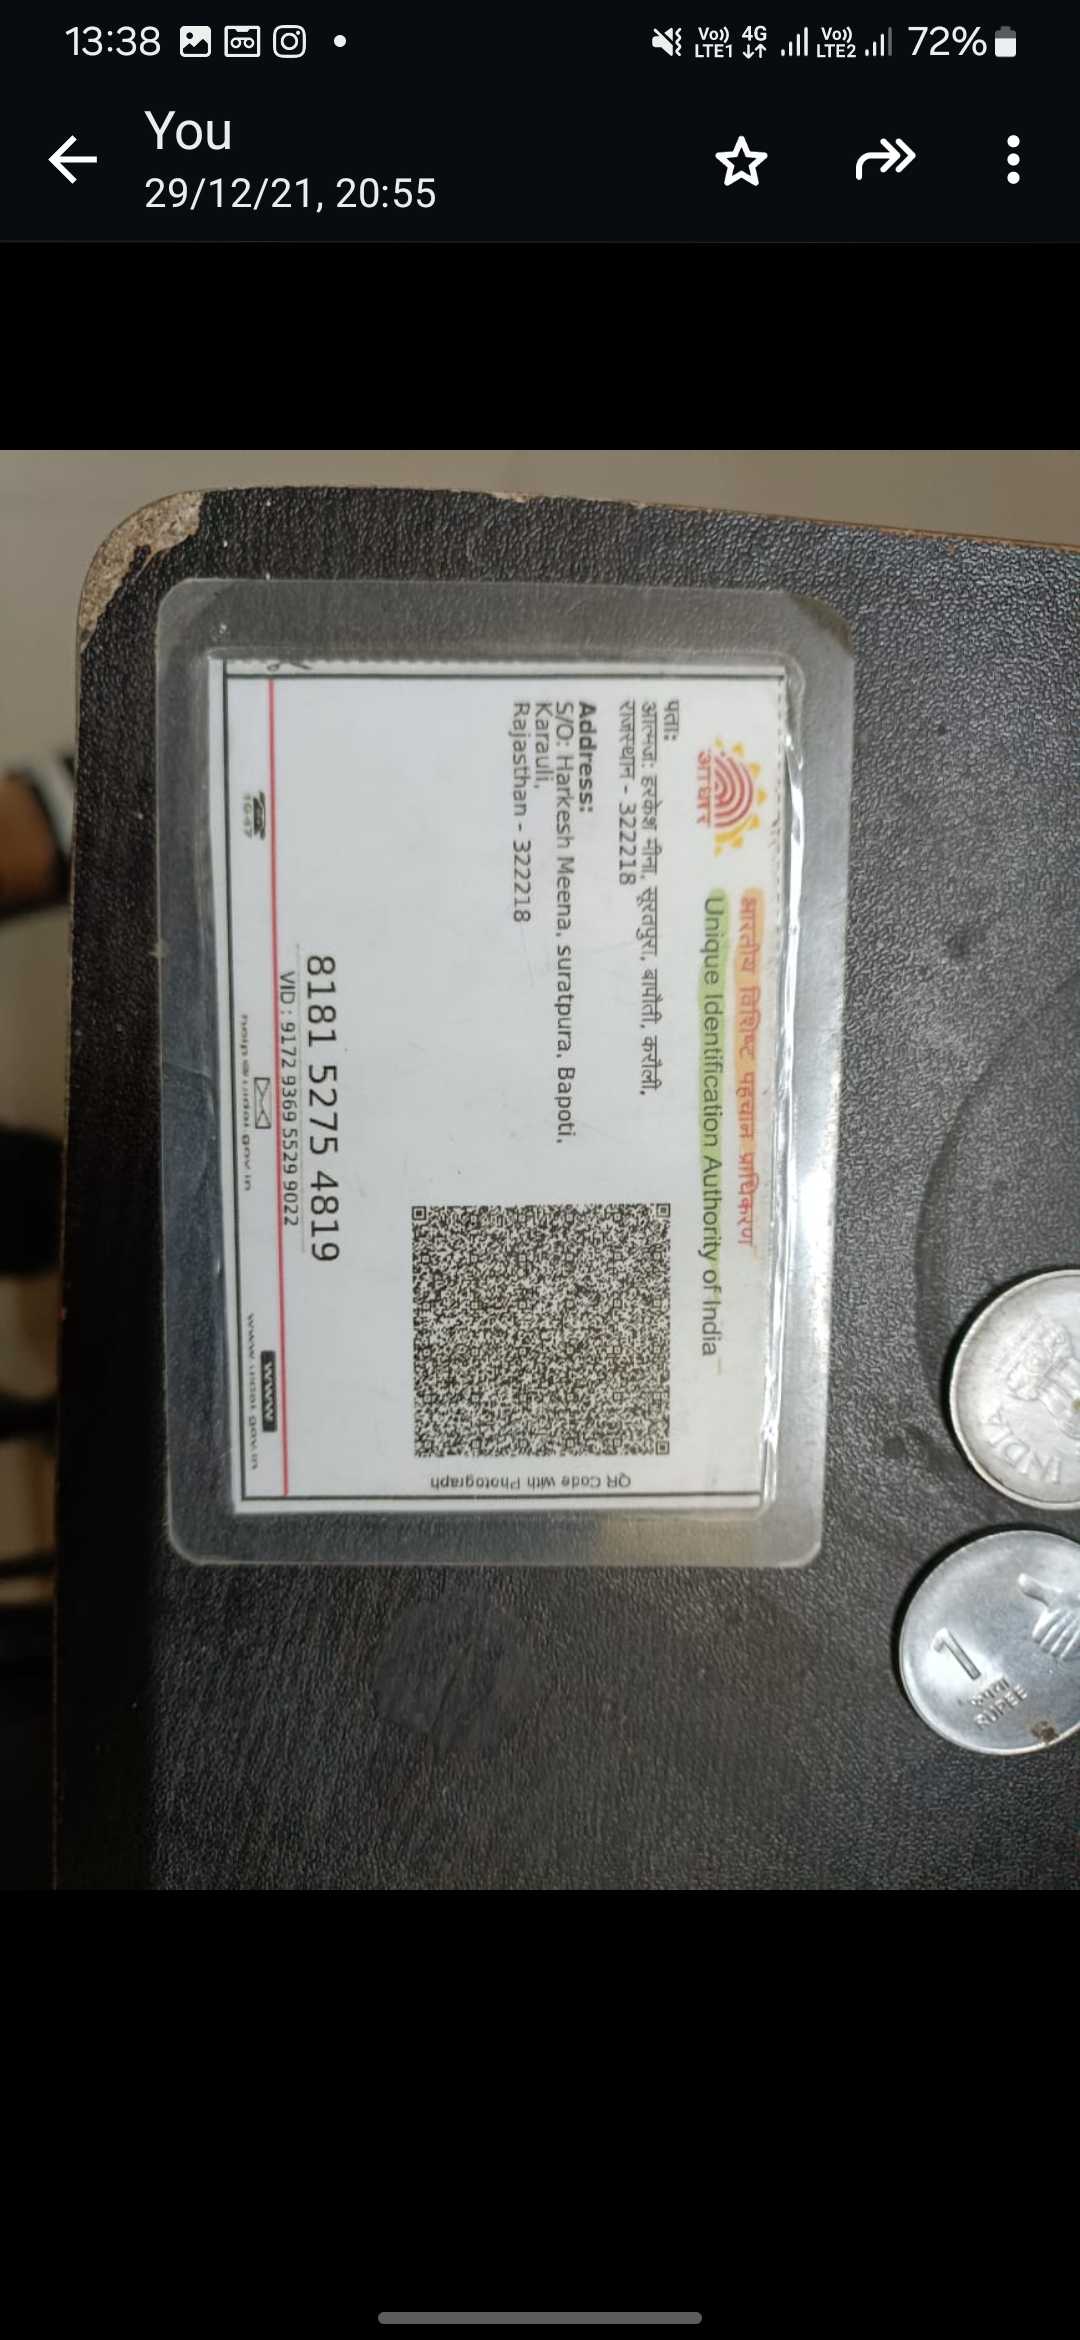 13:38
Vo)) LTE1 4G Vo)) LTE2 72%
You
29/12/21, 20:55
आधार
भारतीय विशिष्ट पहचान प्राधिकरण
Unique Identification Authority of India
पता:
आत्मज: हरकेश मीना, सूरतपुरा, बापौती, करौली,
राजस्थान - 322218
Address:
S/O: Harkesh Meena, suratpura, Bapoti,
Karauli,
Rajasthan - 322218
QR Code with Photograph
8181 5275 4819
VID : 9172 9369 5529 9022
1947
help@uidai.gov.in
WWW
www.uidai.gov.in
INDIA
1
रुपया
RUPEE